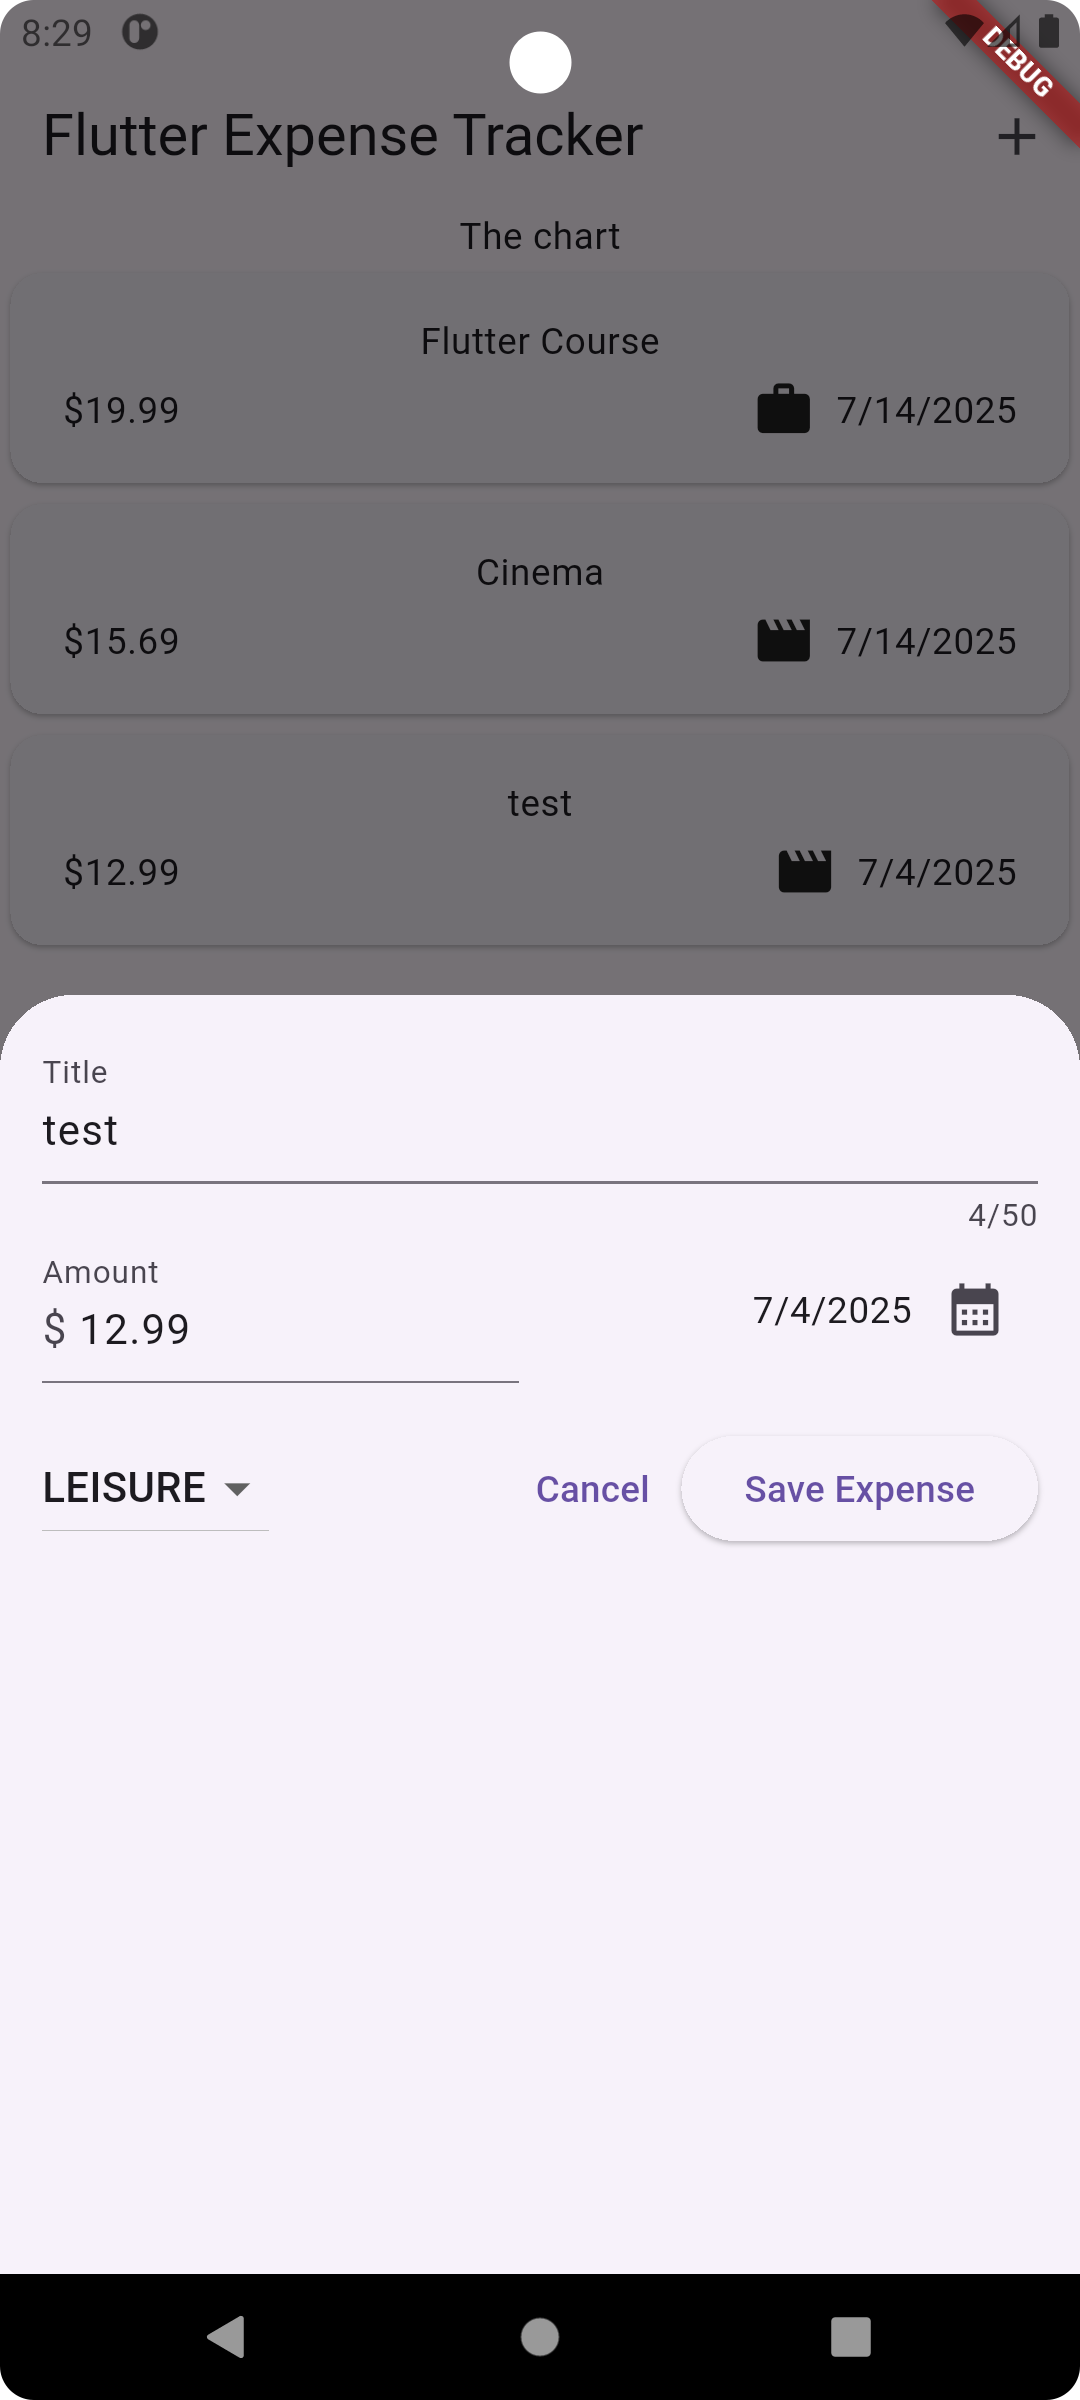 8:29
DEBUG
Flutter Expense Tracker
The chart
Flutter Course
$19.99 7/14/2025
Cinema
$15.69 7/14/2025
test
$12.99 7/4/2025
Title
test
4/50
Amount
$ 12.99 7/4/2025
LEISURE Cancel Save Expense